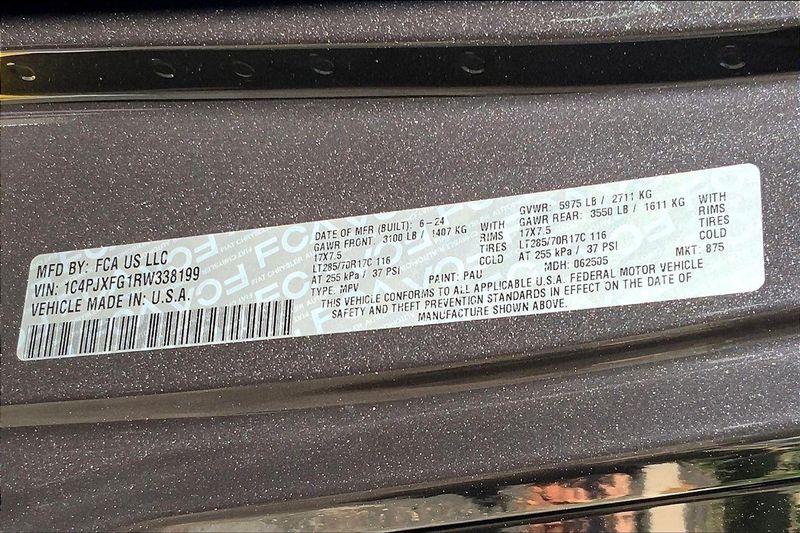 MFD BY: FCA US LLC
VIN: 1C4PJXFG1RW338199
VEHICLE MADE IN: U.S.A.
DATE OF MFR (BUILT): 6-24
GAWR FRONT: 3100 LB / 1407 KG WITH
17X7.5 RIMS
LT285/70R17C 116 TIRES
AT 255 kPa / 37 PSI COLD
TYPE: MPV PAINT: PAU
GVWR: 5975 LB / 2711 KG
GAWR REAR: 3550 LB / 1611 KG WITH
17X7.5 RIMS
LT285/70R17C 116 TIRES
AT 255 kPa / 37 PSI COLD
MDH: 062505 MKT: 875
THIS VEHICLE CONFORMS TO ALL APPLICABLE U.S.A. FEDERAL MOTOR VEHICLE
SAFETY AND THEFT PREVENTION STANDARDS IN EFFECT ON THE DATE OF
MANUFACTURE SHOWN ABOVE.